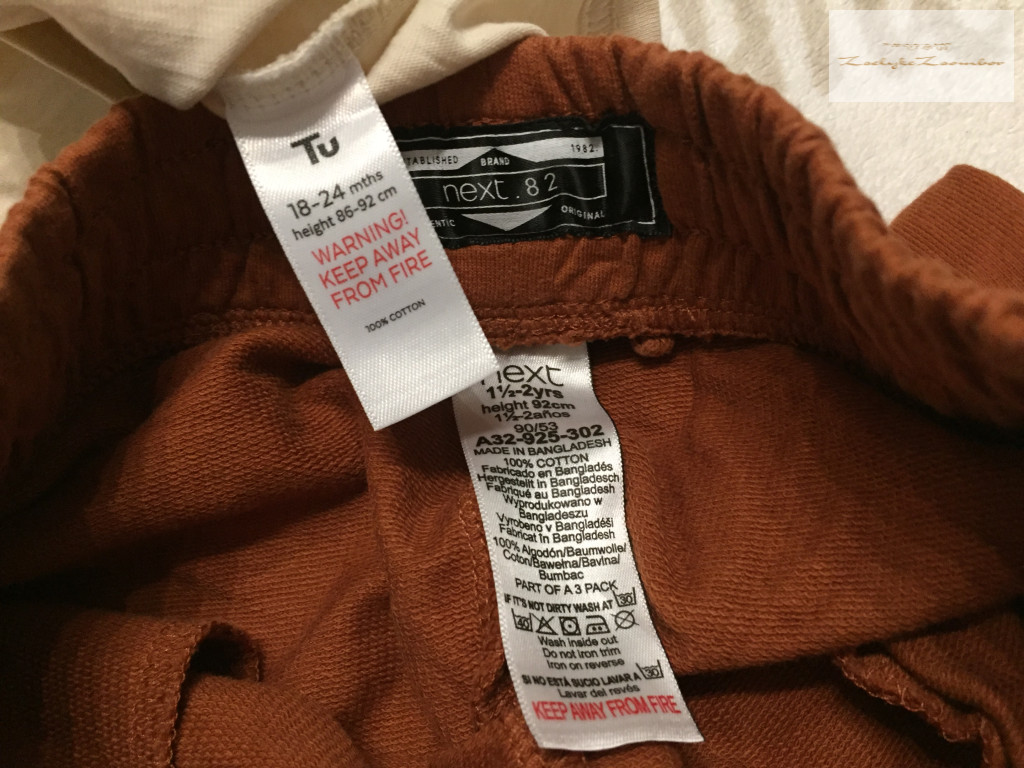 Tu
18-24 mths
height 86-92 cm
WARNING!
KEEP AWAY
FROM FIRE
100% COTTON
TABLISHED BRAND 1982.
next.82
ENTIC ORIGINAL
next
1½-2yrs
height 92cm
1½-2años
90/53
A32-925-302
MADE IN BANGLADESH
100% COTTON
Fabricado en Bangladés
Hergestellt in Bangladesch
Fabriqué au Bangladesh
Wyprodukowano w
Bangladeszu
Vyrobeno v Bangladéši
Fabricat în Bangladesh
100% Algodón/Baumwolle/
Coton/Bawełna/Bavlna/
Bumbac
PART OF A 3 PACK
IF IT'S NOT DIRTY WASH AT 30
40
Wash inside out
Do not iron trim
Iron on reverse
SI NO ESTÁ SUCIO LAVAR A 30
Lavar del revés
KEEP AWAY FROM FIRE